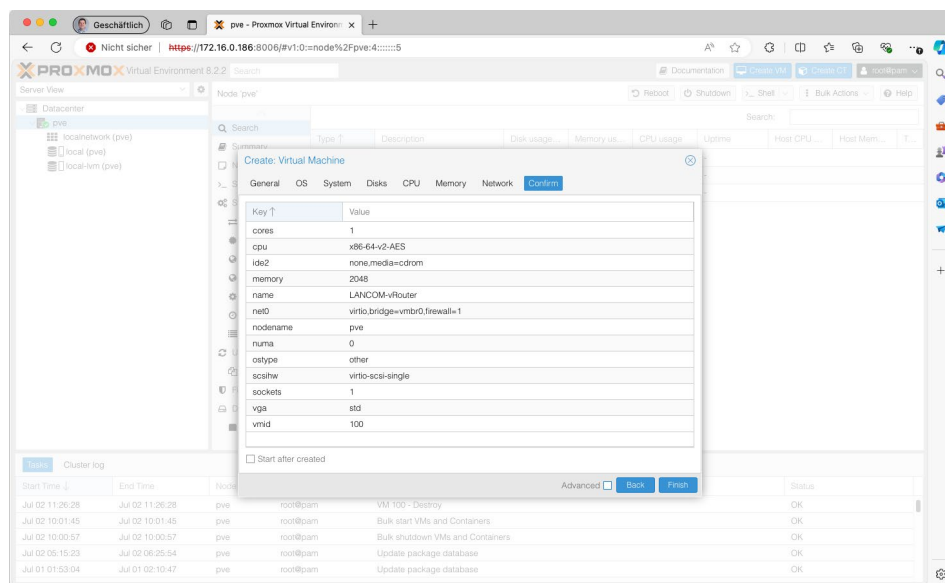 Geschäftlich
pve - Proxmox Virtual Environn
Nicht sicher | https://172.16.0.186:8006/#v1:0:=node%2Fpve:4:::::::5
PROXMOX Virtual Environment 8.2.2 Search
Documentation Create VM Create CT root@pam
Server View
Node 'pve'
Reboot Shutdown Shell Bulk Actions Help
Datacenter
pve
localnetwork (pve)
local (pve)
local-lvm (pve)
Search:
Search
Summary
Type Description Disk usage... Memory us... CPU usage Uptime Host CPU... Host Mem...
Create: Virtual Machine
General OS System Disks CPU Memory Network Confirm
Key ↑ Value
cores 1
cpu x86-64-v2-AES
ide2 none,media=cdrom
memory 2048
name LANCOM-vRouter
net0 virtio,bridge=vmbr0,firewall=1
nodename pve
numa 0
ostype other
scsihw virtio-scsi-single
sockets 1
vga std
vmid 100
Start after created
Advanced Back Finish
Tasks Cluster log
Start Time ↓ End Time Node Status
Jul 02 11:26:28 Jul 02 11:26:28 pve root@pam VM 100 - Destroy OK
Jul 02 10:01:45 Jul 02 10:01:45 pve root@pam Bulk start VMs and Containers OK
Jul 02 10:00:57 Jul 02 10:00:57 pve root@pam Bulk shutdown VMs and Containers OK
Jul 02 05:15:23 Jul 02 06:25:54 pve root@pam Update package database OK
Jul 01 01:53:04 Jul 01 02:10:47 pve root@pam Update package database OK